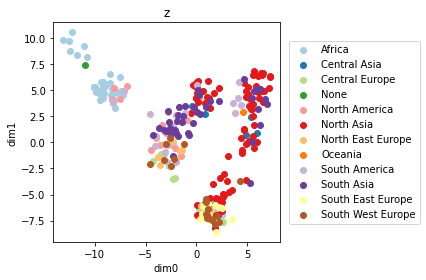 z
10.0
7.5
5.0
2.5
0.0
−2.5
−5.0
−7.5
dim1
−10
−5
0
5
dim0
Africa
Central Asia
Central Europe
None
North America
North Asia
North East Europe
Oceania
South America
South Asia
South East Europe
South West Europe